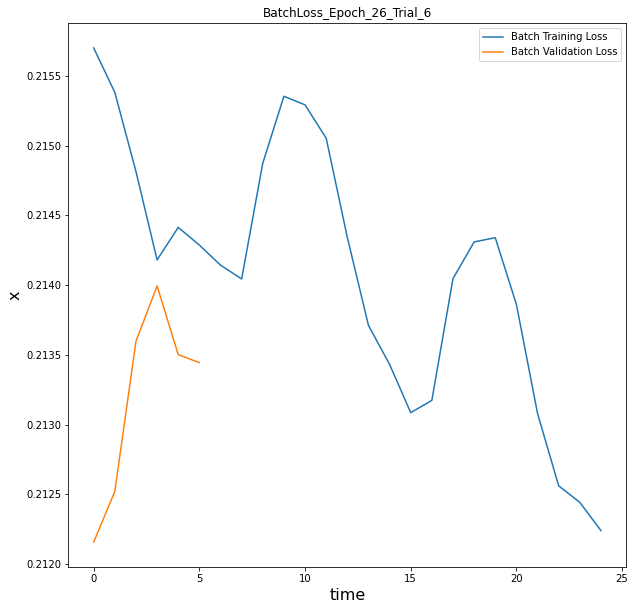 BatchLoss_Epoch_26_Trial_6
Batch Training Loss
Batch Validation Loss
0.2155
0.2150
0.2145
0.2140
0.2135
0.2130
0.2125
0.2120
x
0
5
10
15
20
25
time